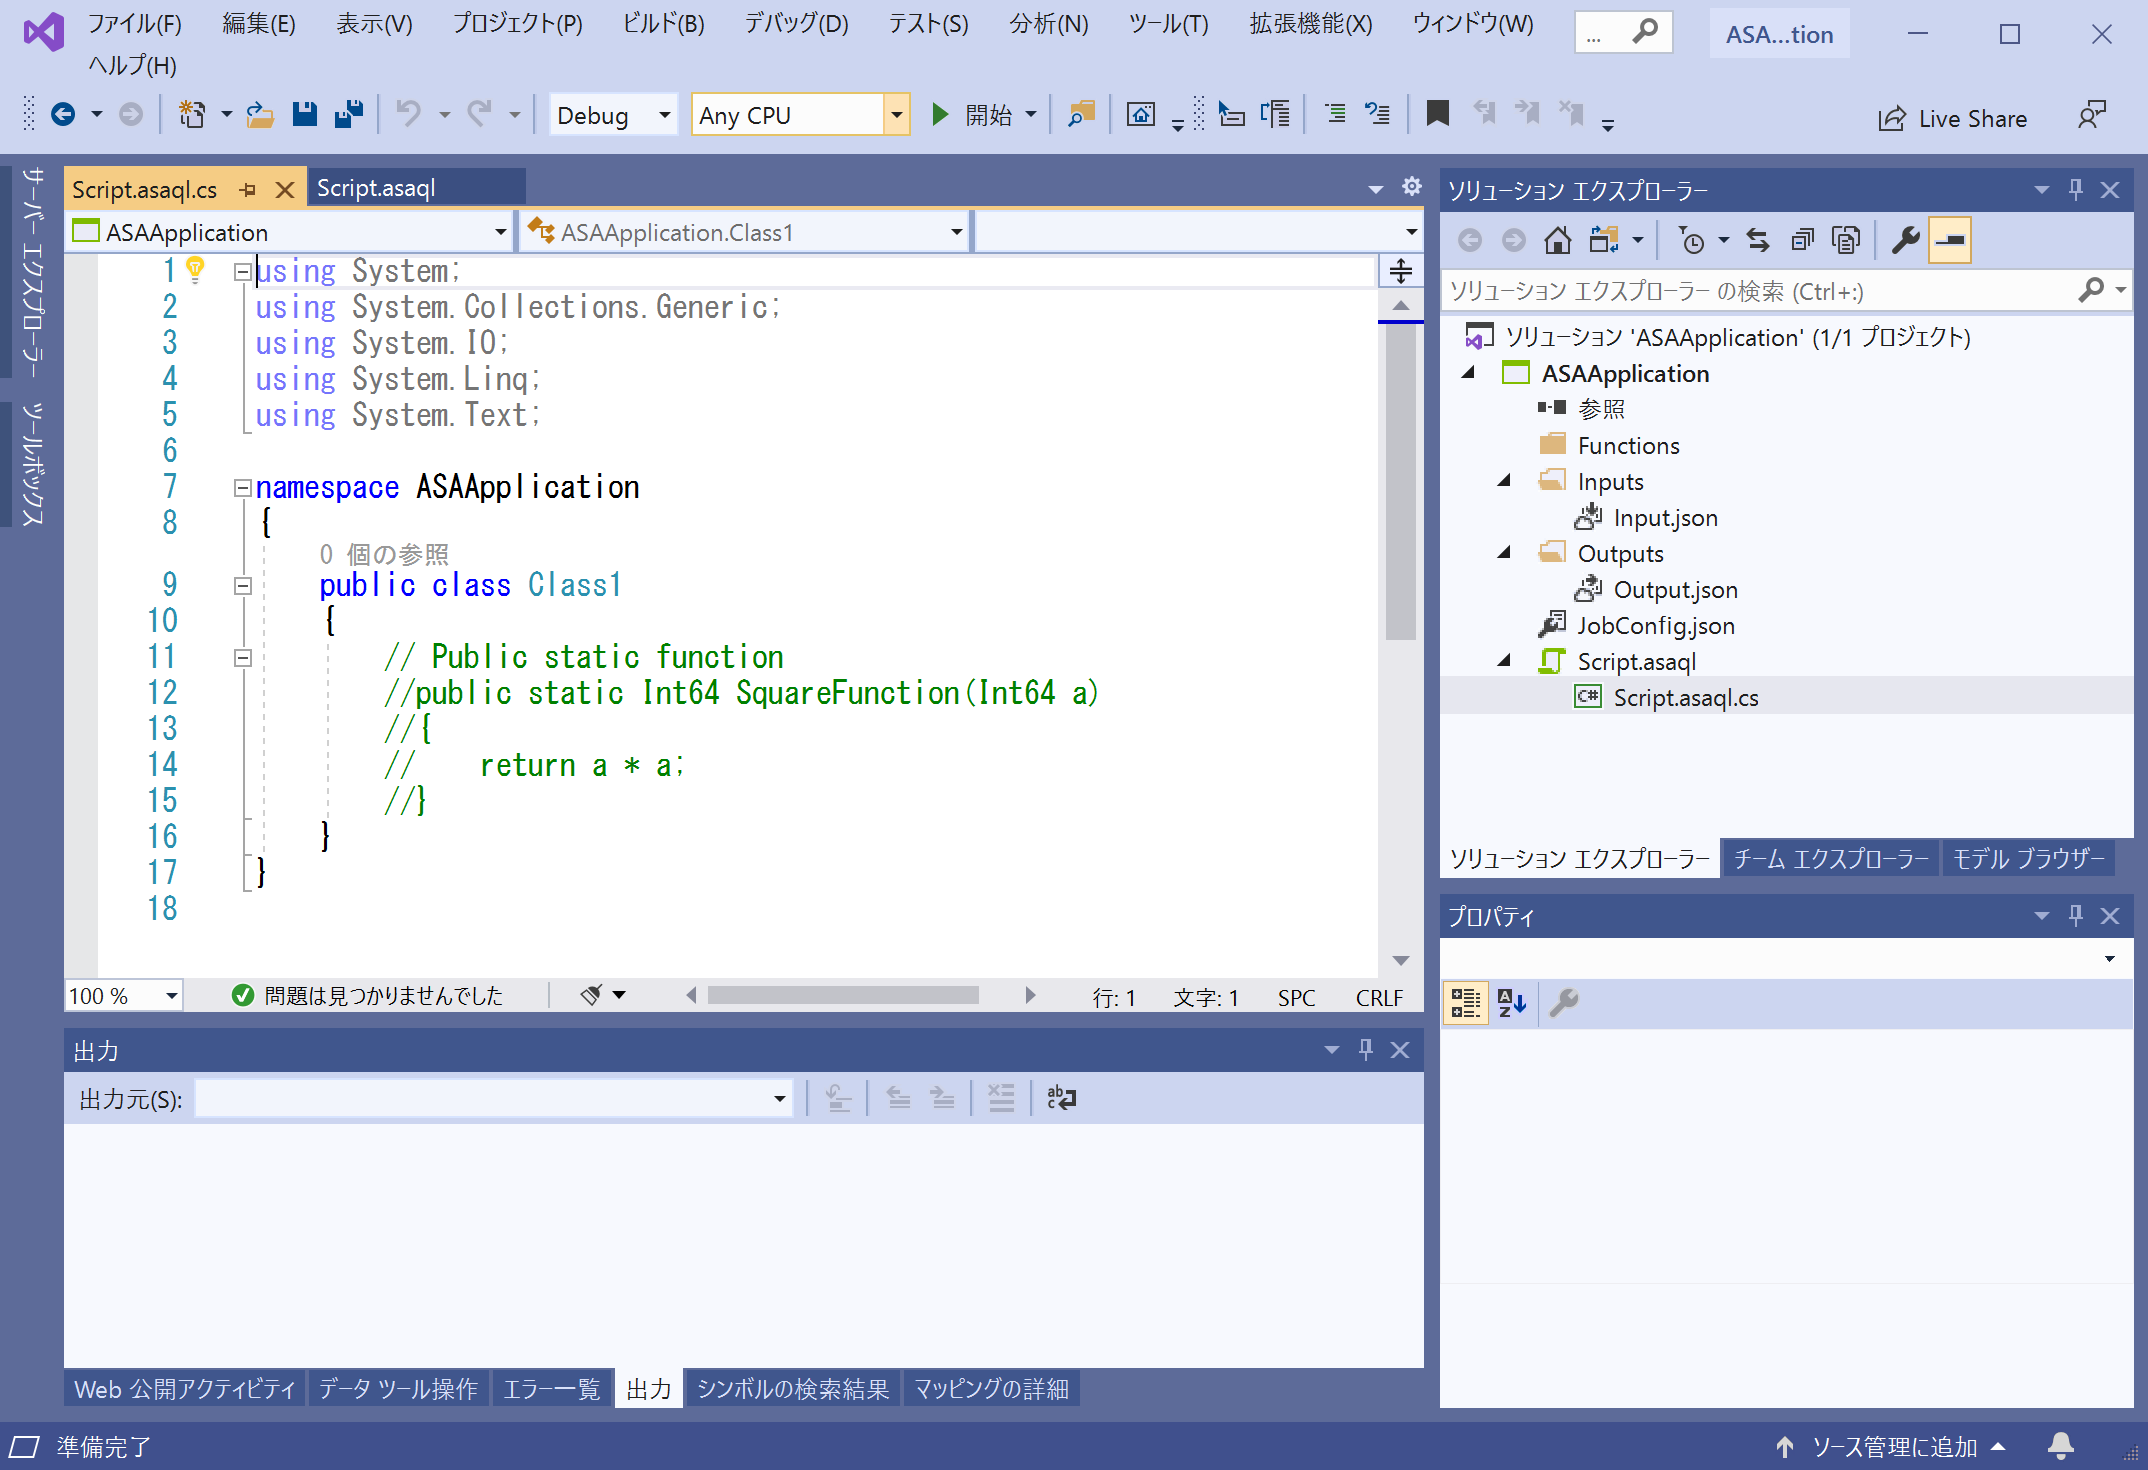 ファイル(F) 編集(E) 表示(V) プロジェクト(P) ビルド(B) デバッグ(D) テスト(S) 分析(N) ツール(T) 拡張機能(X) ウィンドウ(W) ... ASA...tion
ヘルプ(H)
Debug Any CPU 開始 Live Share
サーバー エクスプローラー
ツールボックス
Script.asaql.cs Script.asaql
ASAApplication ASAApplication.Class1
1 using System;
2 using System.Collections.Generic;
3 using System.IO;
4 using System.Linq;
5 using System.Text;
6
7 namespace ASAApplication
8 {
0 個の参照
9 public class Class1
10 {
11 // Public static function
12 //public static Int64 SquareFunction(Int64 a)
13 //{
14 //    return a * a;
15 //}
16 }
17 }
18
100 % 問題は見つかりませんでした 行: 1 文字: 1 SPC CRLF
出力
出力元(S):
Web 公開アクティビティ データ ツール操作 エラー一覧 出力 シンボルの検索結果 マッピングの詳細
ソリューション エクスプローラー
ソリューション エクスプローラー の検索 (Ctrl+:)
ソリューション 'ASAApplication' (1/1 プロジェクト)
ASAApplication
参照
Functions
Inputs
Input.json
Outputs
Output.json
JobConfig.json
Script.asaql
C# Script.asaql.cs
ソリューション エクスプローラー チーム エクスプローラー モデル ブラウザー
プロパティ
準備完了 ソース管理に追加